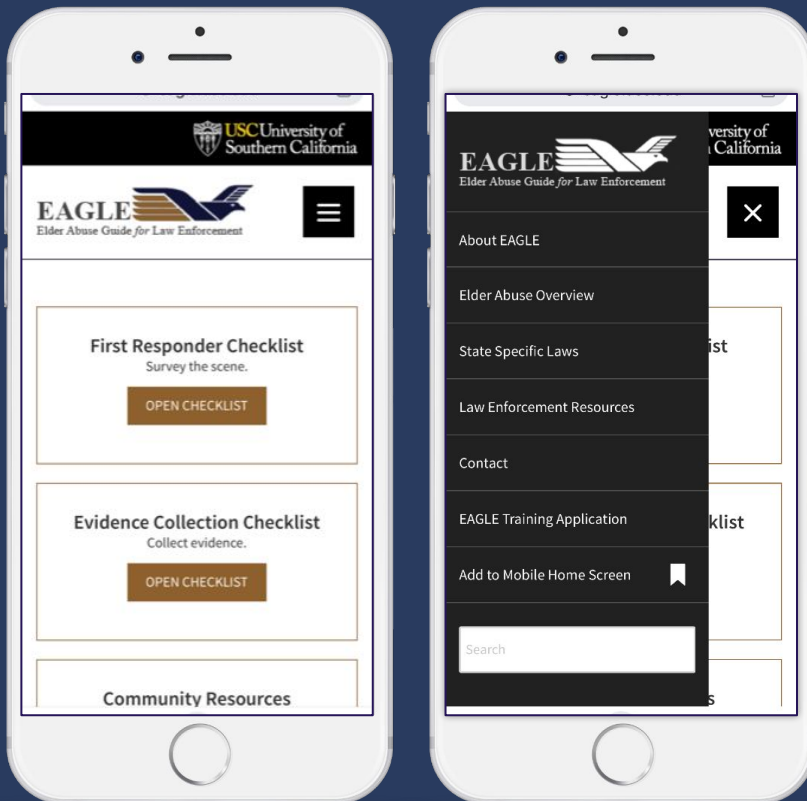 USC University of
Southern California
EAGLE
Elder Abuse Guide for Law Enforcement
First Responder Checklist
Survey the scene.
OPEN CHECKLIST
Evidence Collection Checklist
Collect evidence.
OPEN CHECKLIST
Community Resources
EAGLE
Elder Abuse Guide for Law Enforcement
About EAGLE
Elder Abuse Overview
State Specific Laws
Law Enforcement Resources
Contact
EAGLE Training Application
Add to Mobile Home Screen
Search
versity of
California
ist
klist
s